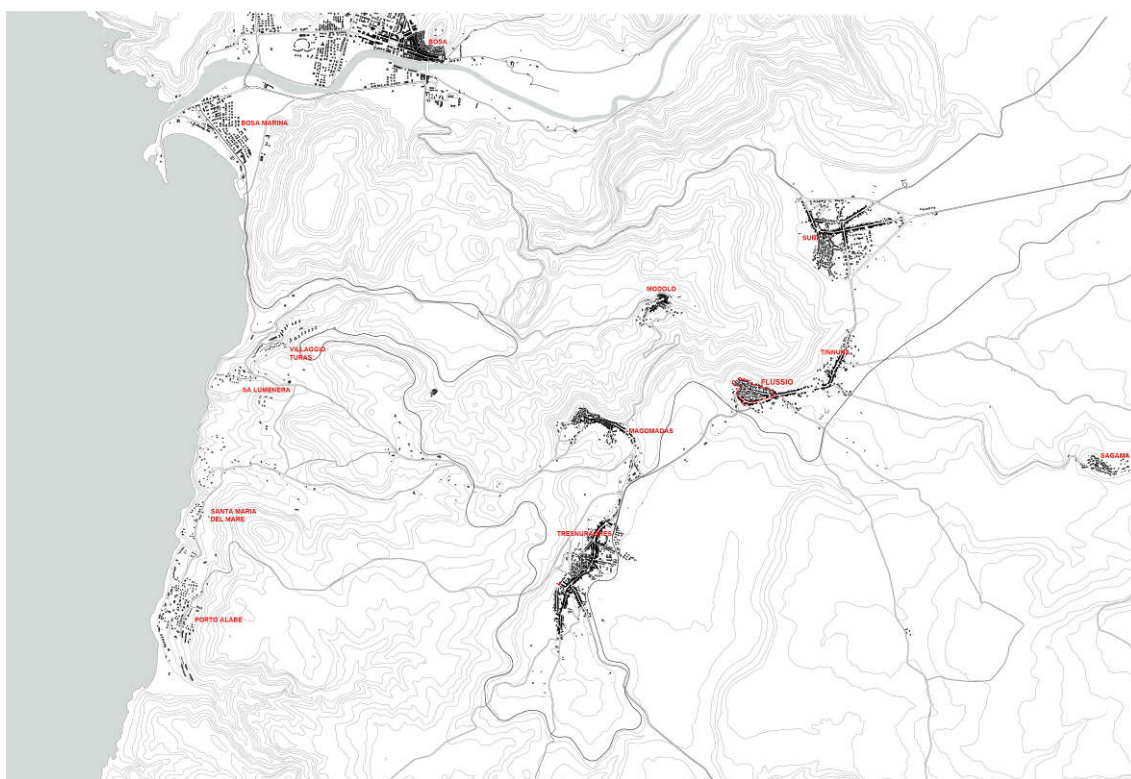 BOSA
BOSA MARINA
SUNI
MODOLO
VILLAGGIO
TURAS
TINNURA
FLUSSIO
SA LUMENERA
MAGOMADAS
SAGAMA
SANTA MARIA
DEL MARE
TRESNURAGHES
PORTO ALABE